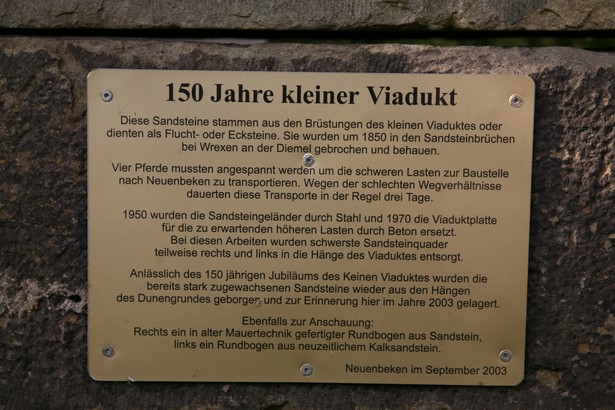 150 Jahre kleiner Viadukt
Diese Sandsteine stammen aus den Brüstungen des kleinen Viaduktes oder
dienten als Flucht- oder Ecksteine. Sie wurden um 1850 in den Sandsteinbrüchen
bei Wrexen an der Diemel gebrochen und behauen.
Vier Pferde mussten angespannt werden um die schweren Lasten zur Baustelle
nach Neuenbeken zu transportieren. Wegen der schlechten Wegverhältnisse
dauerten diese Transporte in der Regel drei Tage.
1950 wurden die Sandsteingeländer durch Stahl und 1970 die Viaduktplatte
für die zu erwartenden höheren Lasten durch Beton ersetzt.
Bei diesen Arbeiten wurden schwerste Sandsteinquader
teilweise rechts und links in die Hänge des Viaduktes entsorgt.
Anlässlich des 150 jährigen Jubiläums des Keinen Viaduktes wurden die
bereits stark zugewachsenen Sandsteine wieder aus den Hängen
des Dunengrundes geborgen und zur Erinnerung hier im Jahre 2003 gelagert.
Ebenfalls zur Anschauung:
Rechts ein in alter Mauertechnik gefertigter Rundbogen aus Sandstein,
links ein Rundbogen aus neuzeitlichem Kalksandstein.
Neuenbeken im September 2003